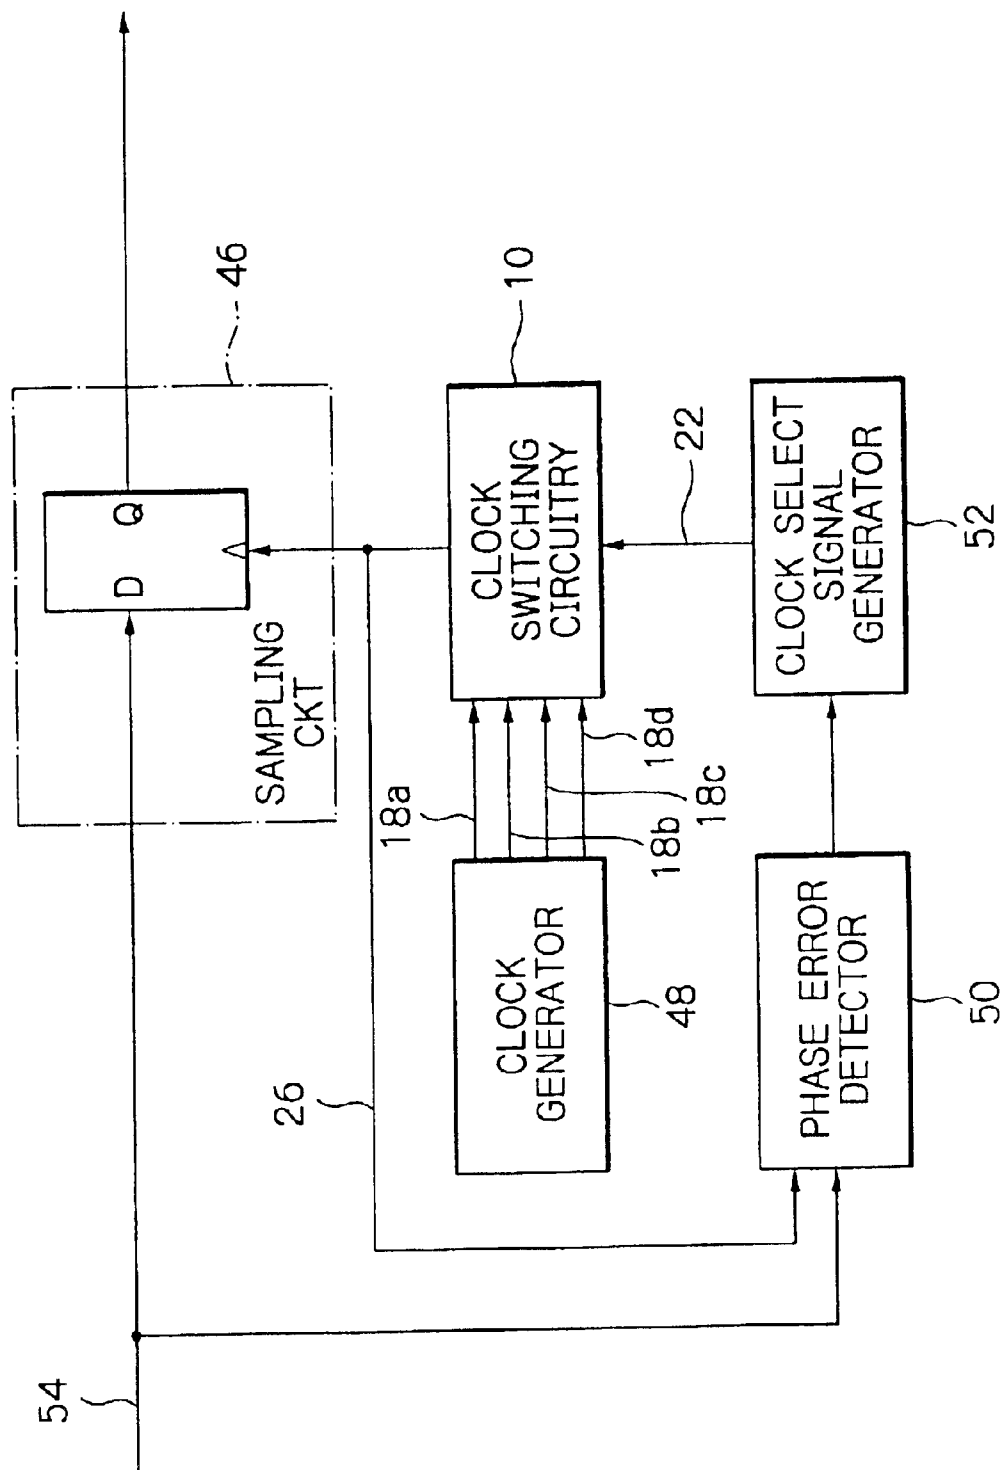 46
D Q
SAMPLING
CKT
54
26
18a
18b
18c
18d
CLOCK
GENERATOR
48
CLOCK
SWITCHING
CIRCUITRY
10
22
PHASE ERROR
DETECTOR
50
CLOCK SELECT
SIGNAL
GENERATOR
52